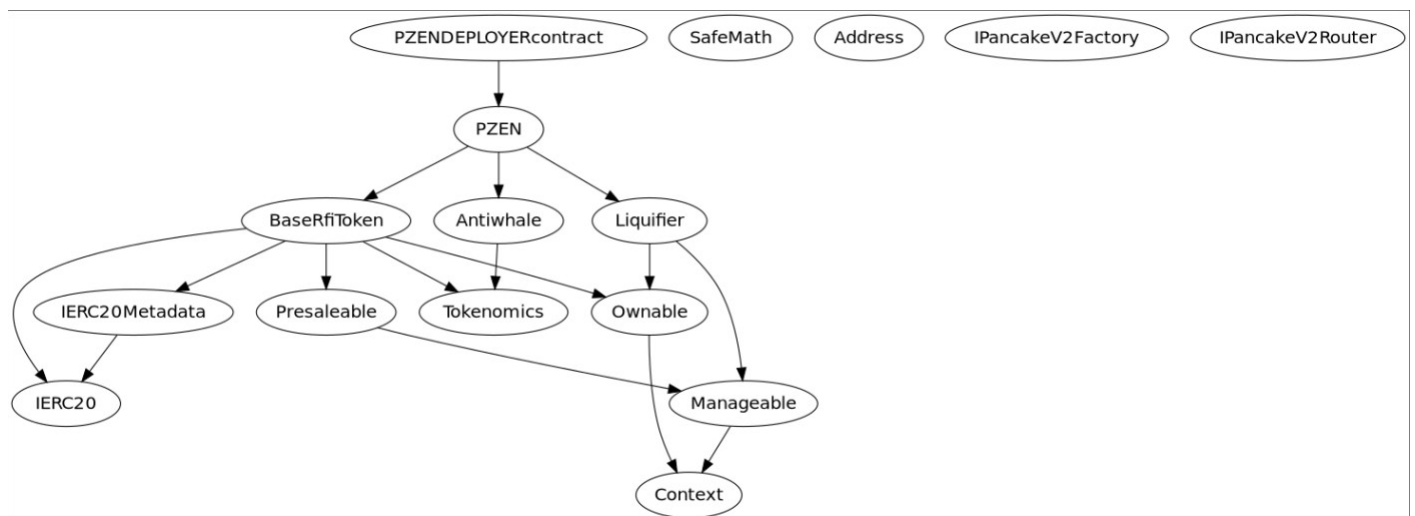 PZENDEPLOYERcontract SafeMath Address IPancakeV2Factory IPancakeV2Router
PZEN
BaseRfiToken Antiwhale Liquifier
IERC20Metadata Presaleable Tokenomics Ownable
IERC20 Manageable
Context